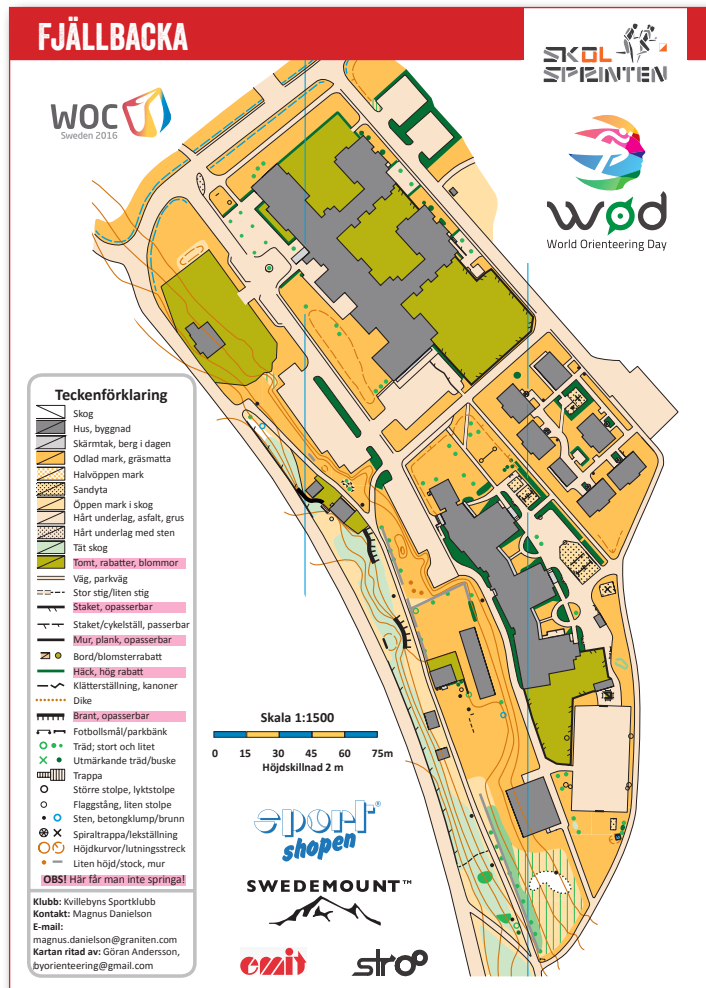 FJÄLLBACKA
SKOL
SPRINTEN
WOC
Sweden 2016
wod
World Orienteering Day
Teckenförklaring
Skog
Hus, byggnad
Skärmtak, berg i dagen
Odlad mark, gräsmatta
Halvöppen mark
Sandyta
Öppen mark i skog
Hårt underlag, asfalt, grus
Hårt underlag med sten
Tät skog
Tomt, rabatter, blommor
Väg, parkväg
Stor stig/liten stig
Staket, opasserbar
Staket/cykelställ, passerbar
Mur, plank, opasserbar
Bord/blomsterrabatt
Häck, hög rabatt
Klätterställning, kanoner
Dike
Brant, opasserbar
Fotbollsmål/parkbänk
Träd; stort och litet
Utmärkande träd/buske
Trappa
Större stolpe, lyktstolpe
Flaggstång, liten stolpe
Sten, betongklump/brunn
Spiraltrappa/lekställning
Höjdkurvor/lutningsstreck
Liten höjd/stock, mur
OBS! Här får man inte springa!
Klubb: Kvillebyns Sportklubb
Kontakt: Magnus Danielson
E-mail:
magnus.danielson@graniten.com
Kartan ritad av: Göran Andersson,
byorienteering@gmail.com
Skala 1:1500
0 15 30 45 60 75m
Höjdskillnad 2 m
sport®
shopen
SWEDEMOUNT™
emit
stroo